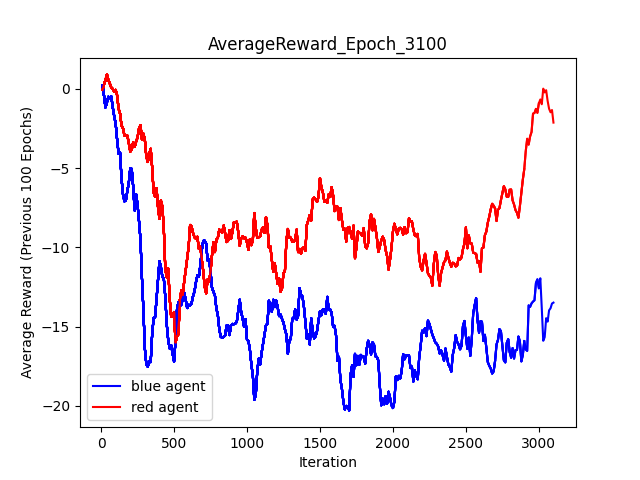 AverageReward_Epoch_3100
Average Reward (Previous 100 Epochs)
0
−5
−10
−15
−20
blue agent
red agent
0
500
1000
1500
2000
2500
3000
Iteration